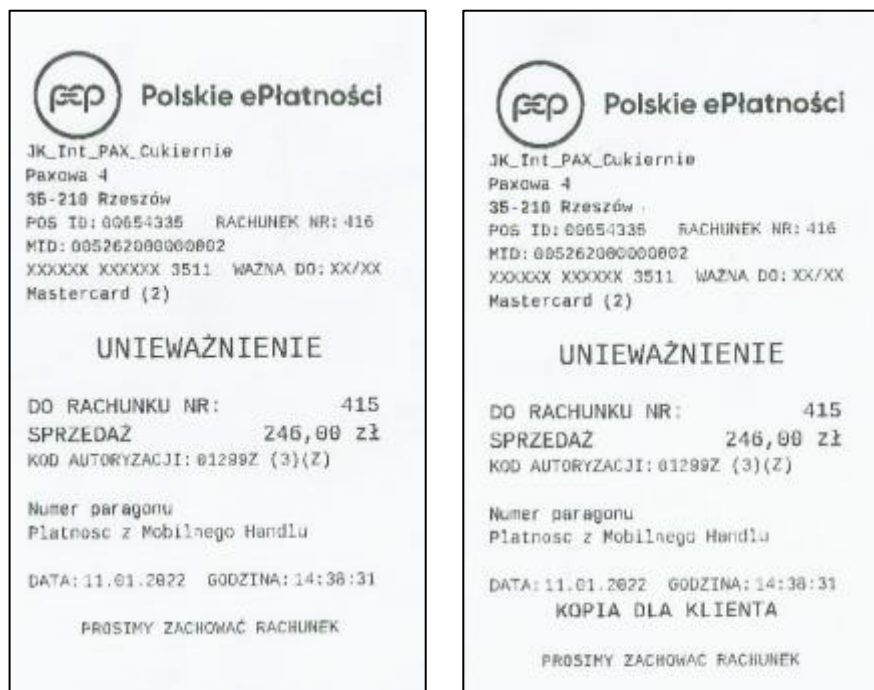 pep Polskie ePłatności
JK_Int_PAX_Cukiernie
Paxowa 4
35-210 Rzeszów
POS ID: 00654335 RACHUNEK NR: 416
MID: 005262000000002
XXXXXX XXXXXX 3511 WAŻNA DO: XX/XX
Mastercard (2)
UNIEWAŻNIENIE
DO RACHUNKU NR: 415
SPRZEDAŻ 246,00 zł
KOD AUTORYZACJI: 01299Z (3)(Z)
Numer paragonu
Platnosc z Mobilnego Handlu
DATA: 11.01.2022 GODZINA: 14:38:31
PROSIMY ZACHOWAĆ RACHUNEK
pep Polskie ePłatności
JK_Int_PAX_Cukiernie
Paxowa 4
35-210 Rzeszów
POS ID: 00654335 RACHUNEK NR: 416
MID: 005262000000002
XXXXXX XXXXXX 3511 WAŻNA DO: XX/XX
Mastercard (2)
UNIEWAŻNIENIE
DO RACHUNKU NR: 415
SPRZEDAŻ 246,00 zł
KOD AUTORYZACJI: 01299Z (3)(Z)
Numer paragonu
Platnosc z Mobilnego Handlu
DATA: 11.01.2022 GODZINA: 14:38:31
KOPIA DLA KLIENTA
PROSIMY ZACHOWAĆ RACHUNEK